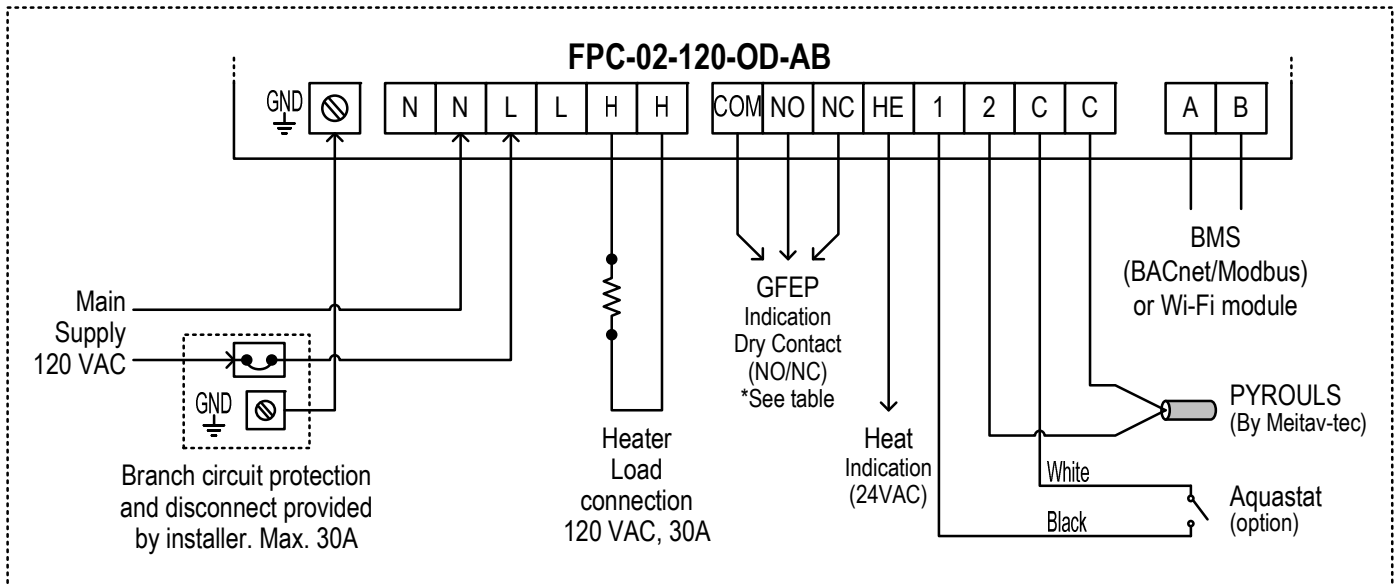 FPC-02-120-OD-AB
GND N N L L H H COM NO NC HE 1 2 C C A B
Main
Supply
120 VAC
GND
Branch circuit protection
and disconnect provided
by installer. Max. 30A
Heater
Load
connection
120 VAC, 30A
GFEP
Indication
Dry Contact
(NO/NC)
*See table
Heat
Indication
(24VAC)
BMS
(BACnet/Modbus)
or Wi-Fi module
PYROULS
(By Meitav-tec)
White
Black
Aquastat
(option)